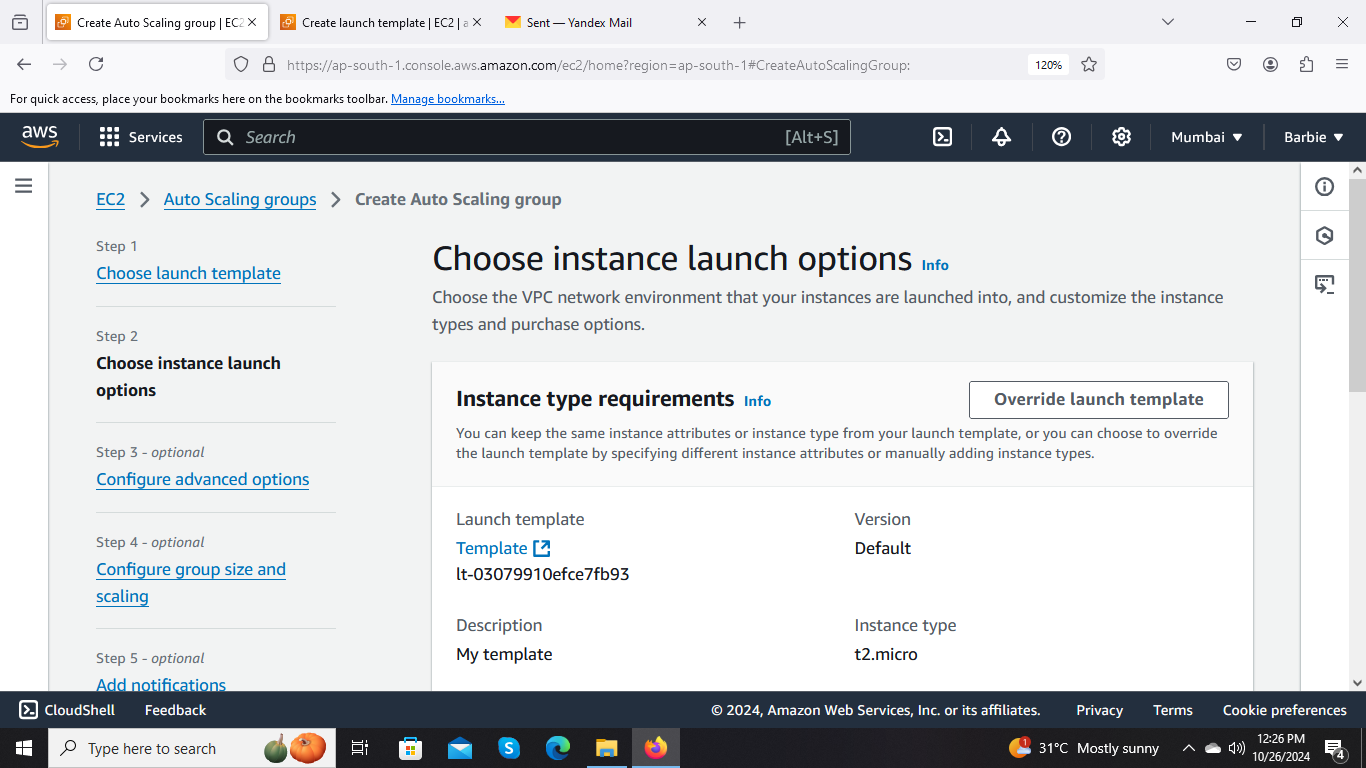 Create Auto Scaling group | EC2
Create launch template | EC2 | a
Sent — Yandex Mail
https://ap-south-1.console.aws.amazon.com/ec2/home?region=ap-south-1#CreateAutoScalingGroup:
120%
For quick access, place your bookmarks here on the bookmarks toolbar. Manage bookmarks...
aws
Services
Search
[Alt+S]
Mumbai
Barbie
EC2
Auto Scaling groups
Create Auto Scaling group
Step 1
Choose launch template
Step 2
Choose instance launch
options
Step 3 - optional
Configure advanced options
Step 4 - optional
Configure group size and
scaling
Step 5 - optional
Add notifications
Choose instance launch options Info
Choose the VPC network environment that your instances are launched into, and customize the instance
types and purchase options.
Instance type requirements Info
Override launch template
You can keep the same instance attributes or instance type from your launch template, or you can choose to override
the launch template by specifying different instance attributes or manually adding instance types.
Launch template
Template
lt-03079910efce7fb93
Version
Default
Description
My template
Instance type
t2.micro
CloudShell
Feedback
© 2024, Amazon Web Services, Inc. or its affiliates.
Privacy
Terms
Cookie preferences
Type here to search
1
31°C Mostly sunny
12:26 PM
10/26/2024
4